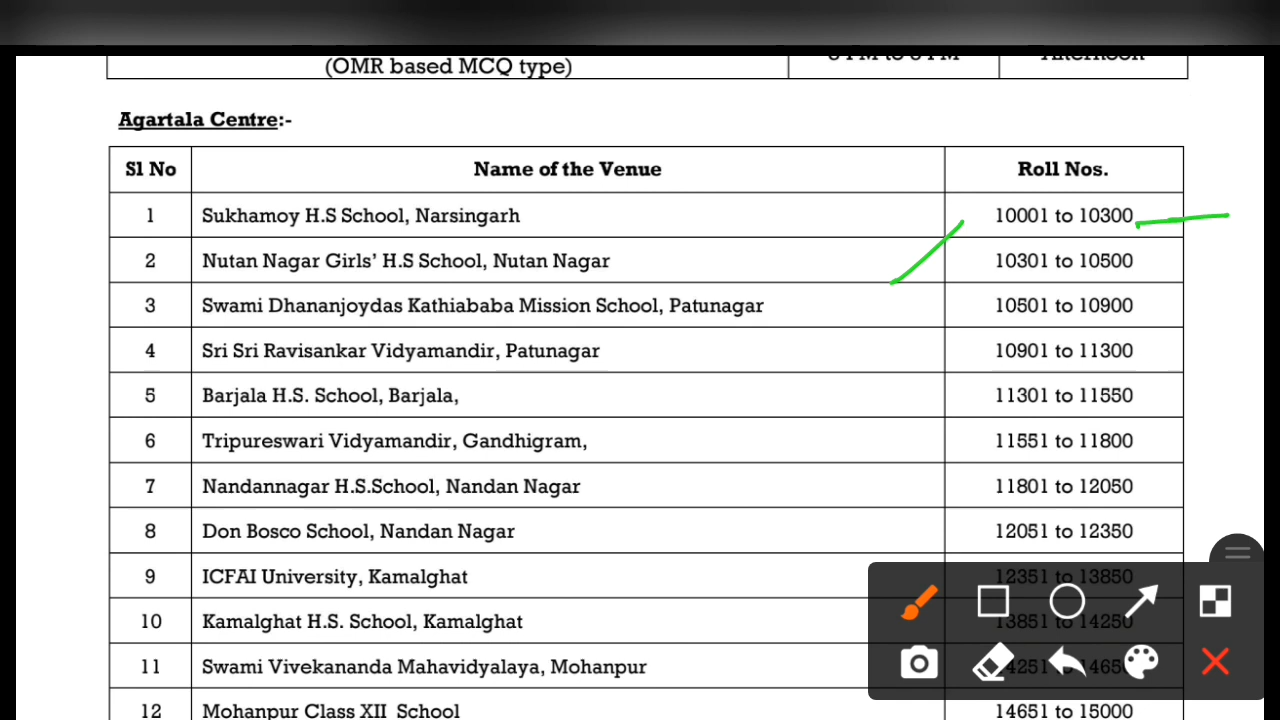 (OMR based MCQ type)
Agartala Centre:-
Sl No Name of the Venue Roll Nos.
1 Sukhamoy H.S School, Narsingarh 10001 to 10300
2 Nutan Nagar Girls’ H.S School, Nutan Nagar 10301 to 10500
3 Swami Dhananjoydas Kathiababa Mission School, Patunagar 10501 to 10900
4 Sri Sri Ravisankar Vidyamandir, Patunagar 10901 to 11300
5 Barjala H.S. School, Barjala, 11301 to 11550
6 Tripureswari Vidyamandir, Gandhigram, 11551 to 11800
7 Nandannagar H.S.School, Nandan Nagar 11801 to 12050
8 Don Bosco School, Nandan Nagar 12051 to 12350
9 ICFAI University, Kamalghat 12351 to 13850
10 Kamalghat H.S. School, Kamalghat 13851 to 14250
11 Swami Vivekananda Mahavidyalaya, Mohanpur
12 Mohanpur Class XII School 14651 to 15000